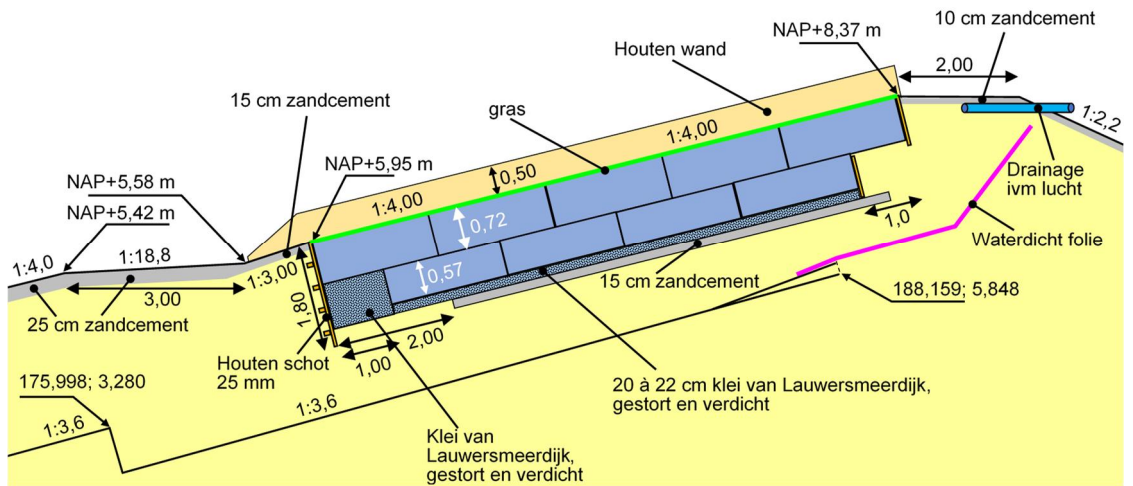 10 cm zandcement
NAP+8,37 m
Houten wand
2,00
15 cm zandcement
gras
1:4,00
1:2,2
NAP+5,95 m
0,50
NAP+5,58 m
1:4,00
Drainage
ivm lucht
NAP+5,42 m
0,72
1:4,0
1:18,8
1:3,00
0,57
1,0
Waterdicht folie
3,00
15 cm zandcement
25 cm zandcement
1,80
188,159; 5,848
2,00
Houten schot
25 mm
1,00
175,998; 3,280
20 à 22 cm klei van Lauwersmeerdijk,
gestort en verdicht
1:3,6
1:3,6
Klei van
Lauwersmeerdijk,
gestort en verdicht